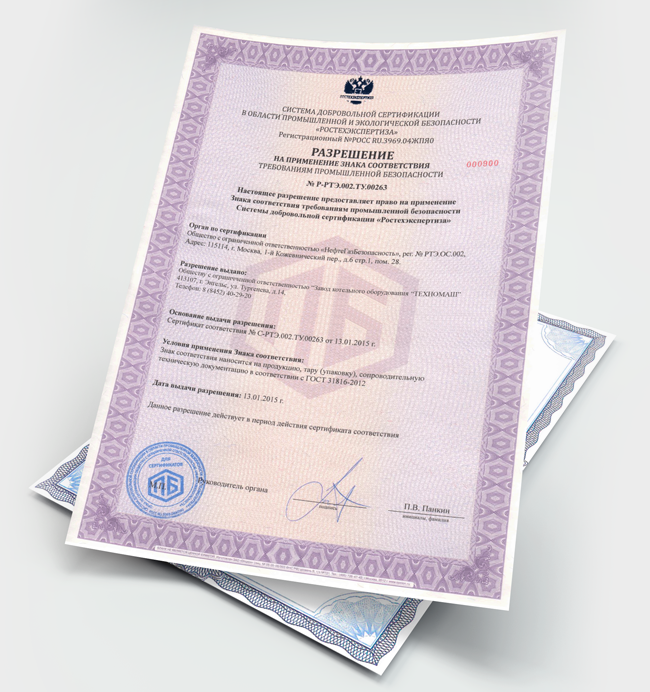 РОСТЕХЭКСПЕРТИЗА
СИСТЕМА ДОБРОВОЛЬНОЙ СЕРТИФИКАЦИИ
В ОБЛАСТИ ПРОМЫШЛЕННОЙ И ЭКОЛОГИЧЕСКОЙ БЕЗОПАСНОСТИ
«РОСТЕХЭКСПЕРТИЗА»
Регистрационный №РОСС RU.З969.04ЖПЯ0
РАЗРЕШЕНИЕ
НА ПРИМЕНЕНИЕ ЗНАКА СООТВЕТСТВИЯ
ТРЕБОВАНИЯМ ПРОМЫШЛЕННОЙ БЕЗОПАСНОСТИ
000900
№ Р-РТЭ.002.ТУ.00263
Настоящее разрешение предоставляет право на применение
Знака соответствия требованиям промышленной безопасности
Системы добровольной сертификации «Ростехэкспертиза»
Орган по сертификации
Общество с ограниченной ответственностью «НефтеГазБезопасность», рег. № РТЭ.ОС.002,
Адрес: 115114, г. Москва, 1-й Кожевнический пер., д.6 стр.1, пом. 28.
Разрешение выдано:
Обществу с ограниченной ответственностью "Завод котельного оборудования "ТЕХНОМАШ"
413107, г. Энгельс, ул. Тургенева, д.14,
Телефон: 8 (8452) 40-29-20
Основание выдачи разрешения:
Сертификат соответствия № С-РТЭ.002.ТУ.00263 от 13.01.2015 г.
Условия применения Знака соответствия:
Знак соответствия наносится на продукцию, тару (упаковку), сопроводительную
техническую документацию в соответствии с ГОСТ 31816-2012
Дата выдачи разрешения: 13.01.2015 г.
Данное разрешение действует в период действия сертификата соответствия
ДЛЯ
СЕРТИФИКАТОВ
ПБ
М.П.
Руководитель органа
подпись
П.В. Панкин
инициалы, фамилия